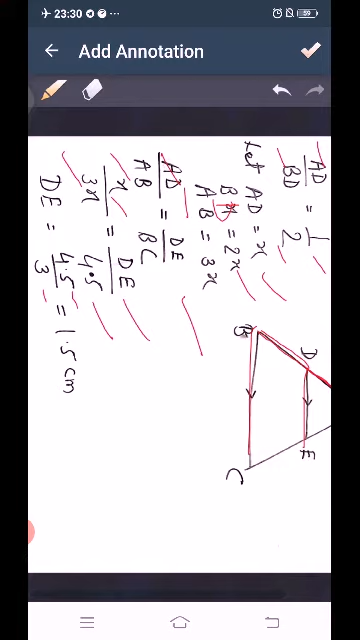 23:30
59
Add Annotation
AD/BD = 1/2
Let AD = x
BD = 2x
AB = 3x
AD/AB = DE/BC
x/3x = DE/4.5
DE = 4.5/3 = 1.5 cm
B
D
E
C